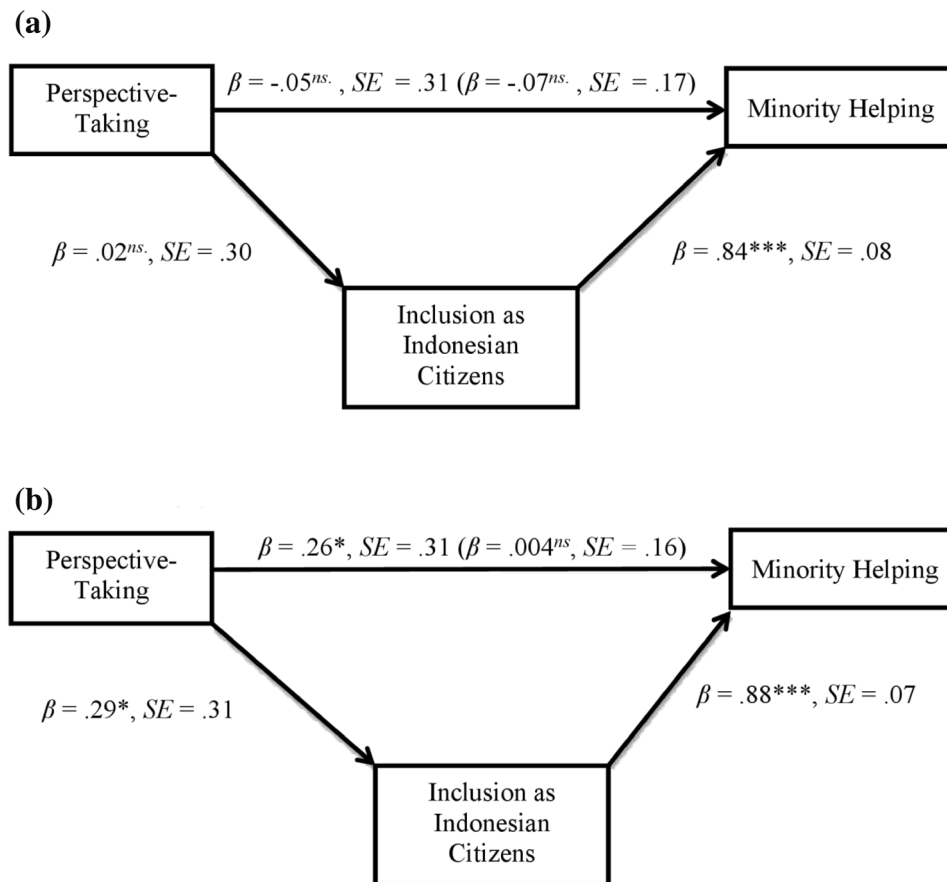 (a)
Perspective-
Taking
β = -.05ns. , SE = .31 (β = -.07ns. , SE = .17)
Minority Helping
β = .02ns., SE = .30
β = .84***, SE = .08
Inclusion as
Indonesian
Citizens
(b)
Perspective-
Taking
β = .26*, SE = .31 (β = .004ns, SE = .16)
Minority Helping
β = .29*, SE = .31
β = .88***, SE = .07
Inclusion as
Indonesian
Citizens